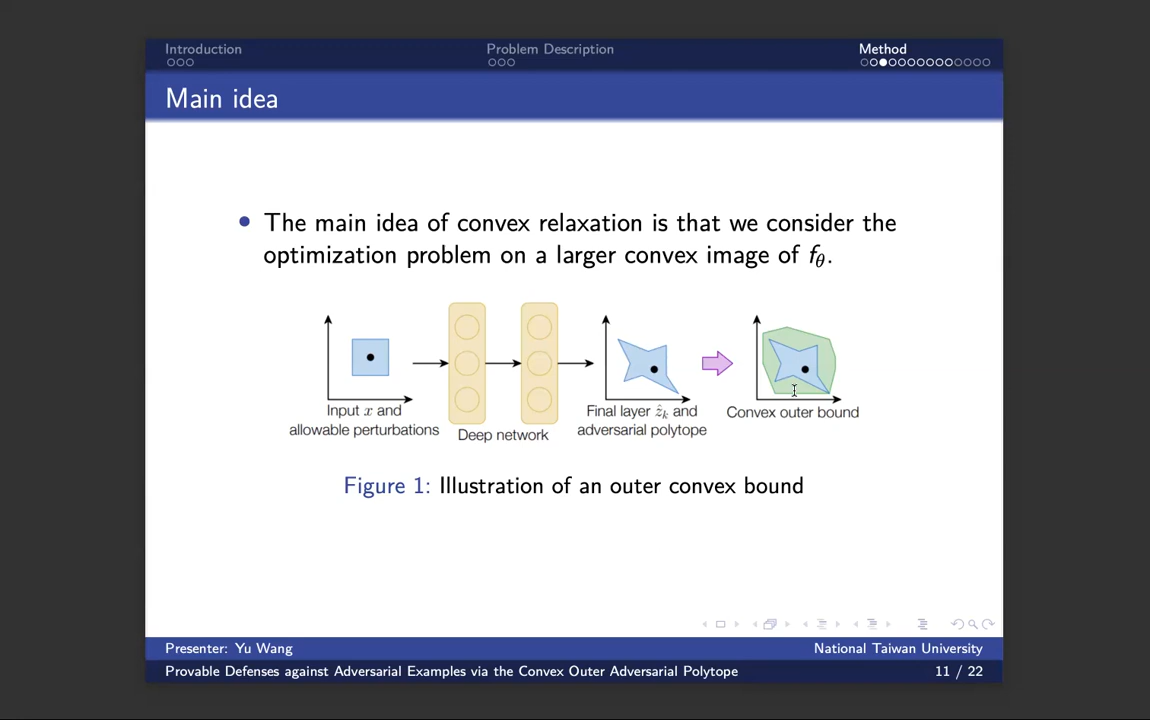 Introduction
Problem Description
Method
Main idea
The main idea of convex relaxation is that we consider the
optimization problem on a larger convex image of fθ.
Input x and
allowable perturbations
Deep network
Final layer ẑk and
adversarial polytope
Convex outer bound
Figure 1: Illustration of an outer convex bound
Presenter: Yu Wang
National Taiwan University
Provable Defenses against Adversarial Examples via the Convex Outer Adversarial Polytope
11 / 22